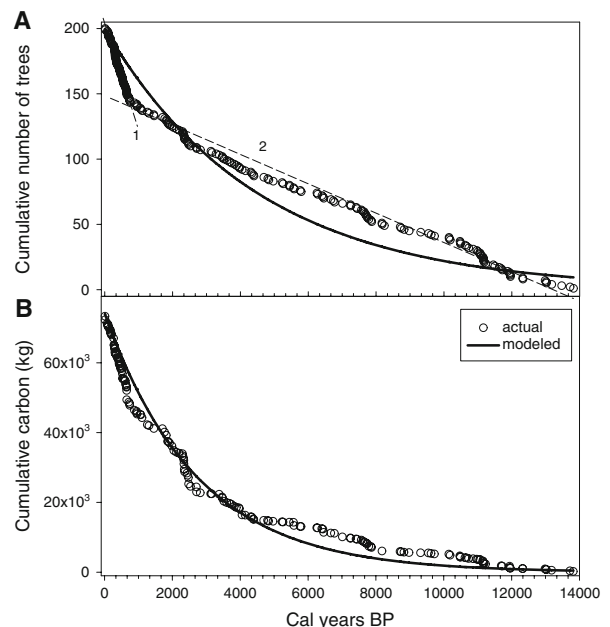 A
Cumulative number of trees
200
150
100
50
0
1
2
B
Cumulative carbon (kg)
60x10³
40x10³
20x10³
0
actual
modeled
0 2000 4000 6000 8000 10000 12000 14000
Cal years BP